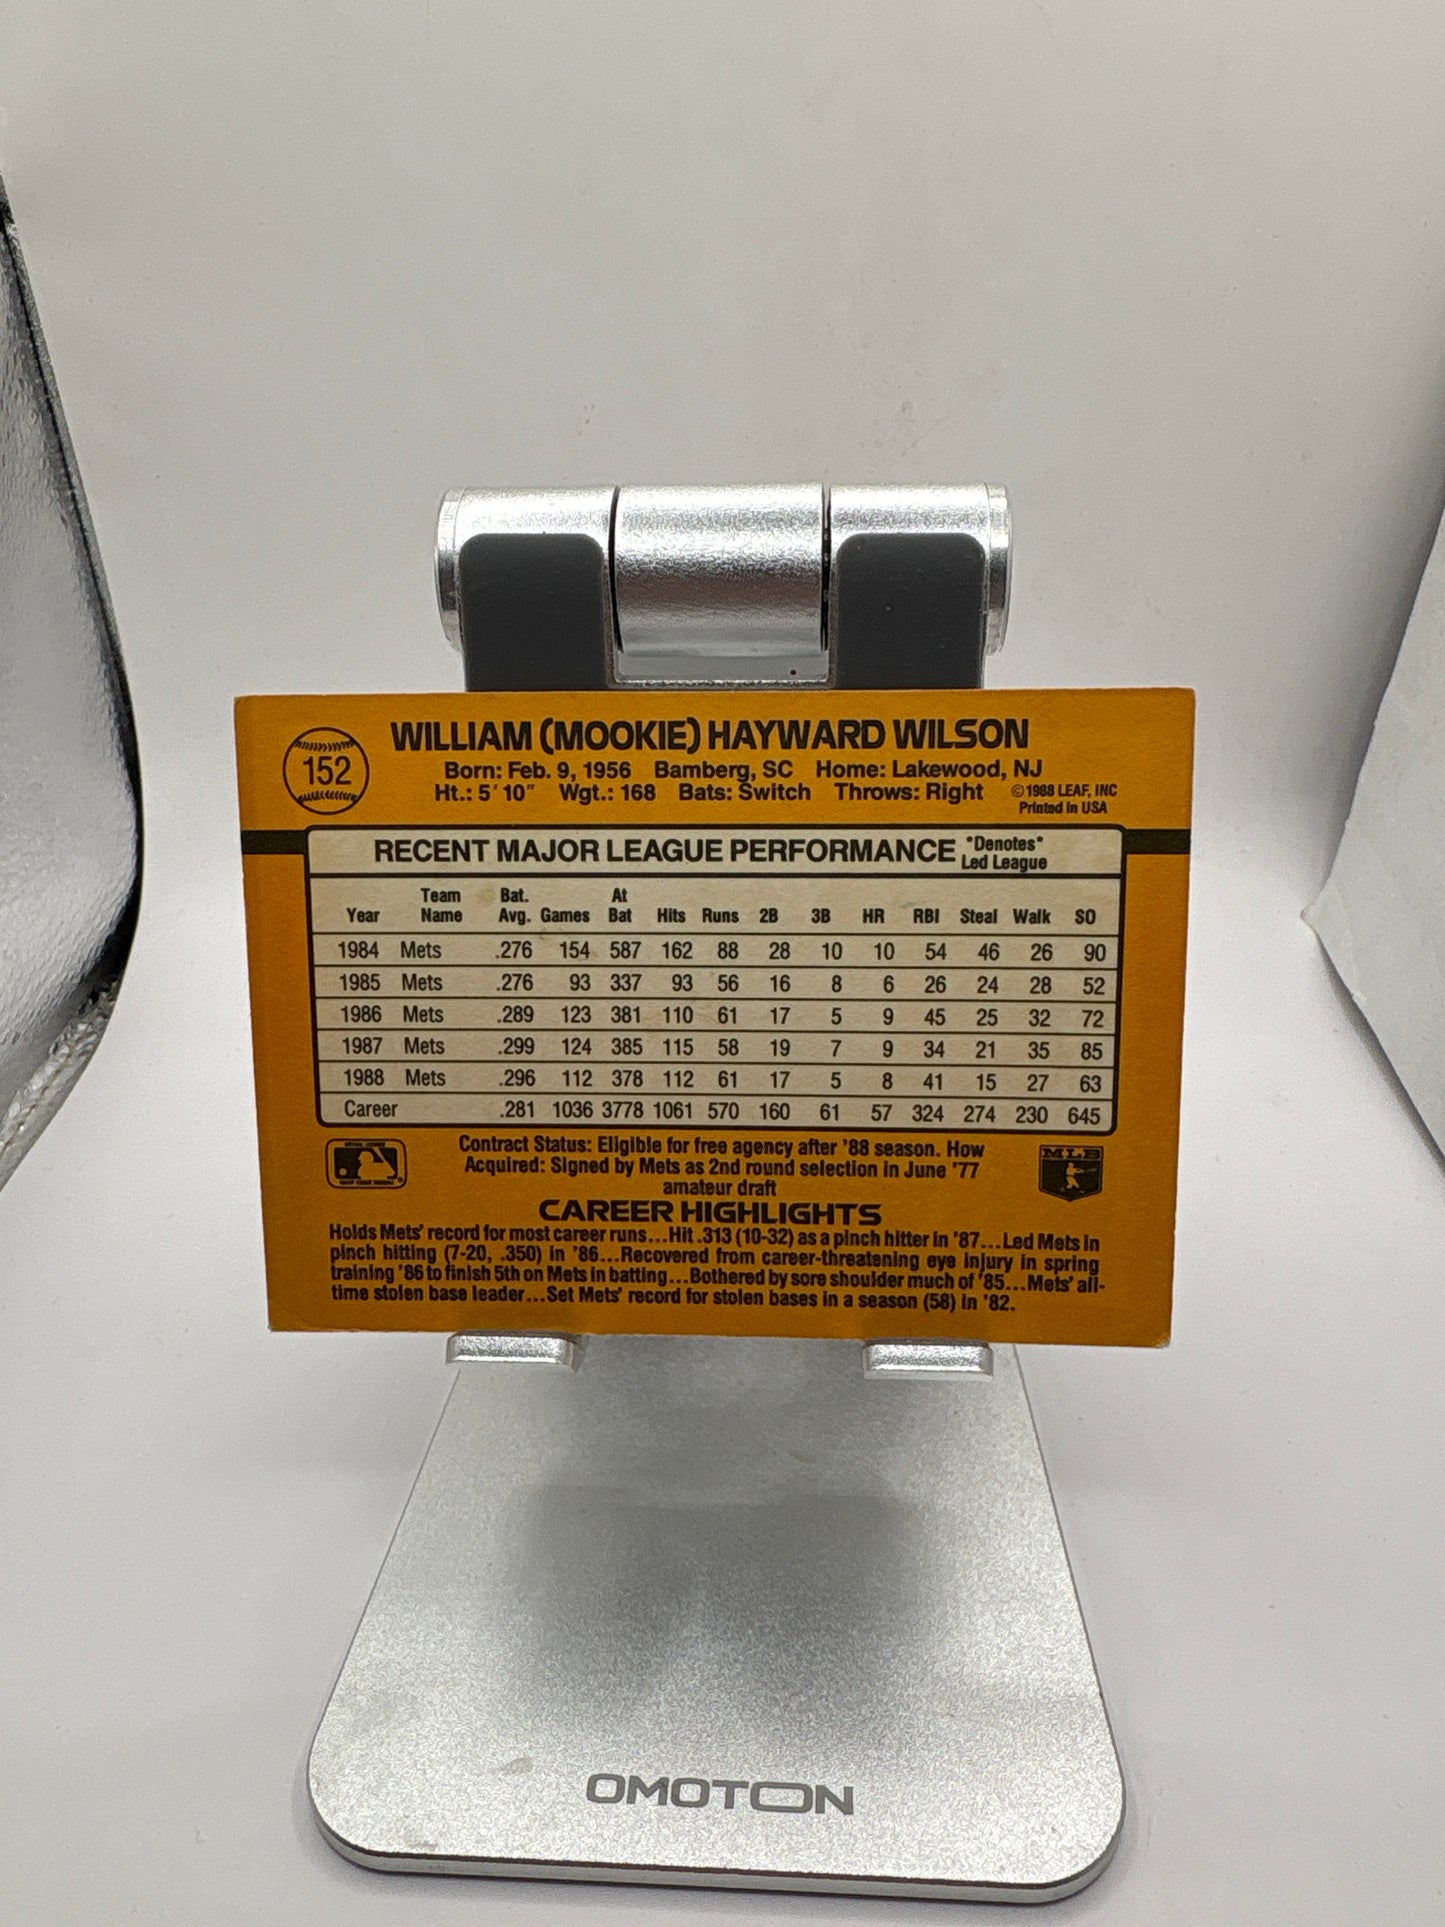 WILLIAM (MOOKIE) HAYWARD WILSON
152
Born: Feb. 9, 1956 Bamberg, SC Home: Lakewood, NJ
Ht.: 5' 10" Wgt.: 168 Bats: Switch Throws: Right
©1988 LEAF, INC
Printed in USA
RECENT MAJOR LEAGUE PERFORMANCE
*Denotes*
Led League
Year Team Name Bat. Avg. Games At Bat Hits Runs 2B 3B HR RBI Steal Walk SO
1984 Mets .276 154 587 162 88 28 10 10 54 46 26 90
1985 Mets .276 93 337 93 56 16 8 6 26 24 28 52
1986 Mets .289 123 381 110 61 17 5 9 45 25 32 72
1987 Mets .299 124 385 115 58 19 7 9 34 21 35 85
1988 Mets .296 112 378 112 61 17 5 8 41 15 27 63
Career .281 1036 3778 1061 570 160 61 57 324 274 230 645
Contract Status: Eligible for free agency after '88 season. How
Acquired: Signed by Mets as 2nd round selection in June '77
amateur draft
MLB
CAREER HIGHLIGHTS
Holds Mets' record for most career runs...Hit .313 (10-32) as a pinch hitter in '87...Led Mets in
pinch hitting (7-20, .350) in '86...Recovered from career-threatening eye injury in spring
training '86 to finish 5th on Mets in batting...Bothered by sore shoulder much of '85...Mets' all-
time stolen base leader...Set Mets' record for stolen bases in a season (58) in '82.
OMOTON